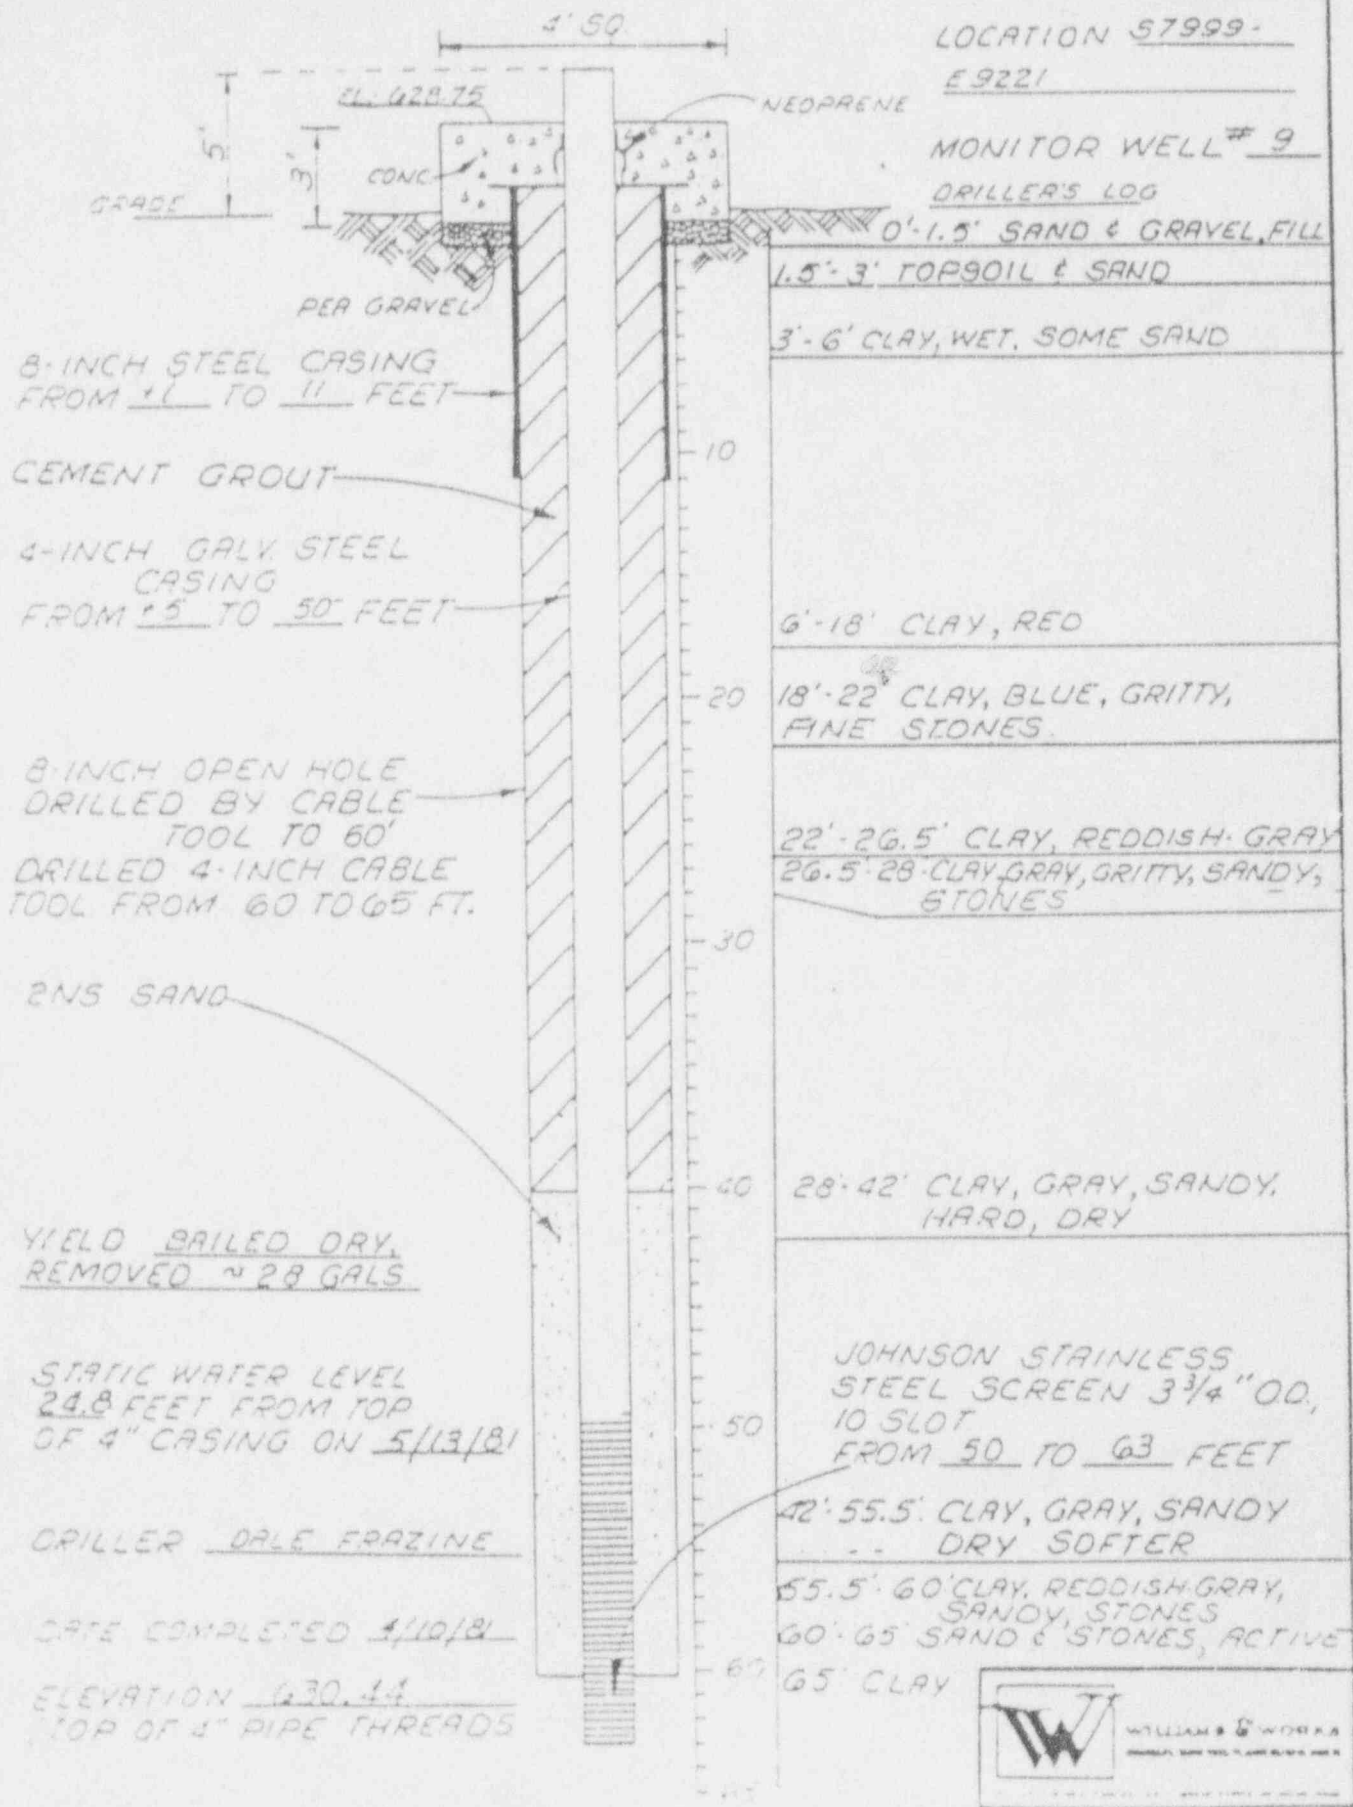 4' SQ.
LOCATION S7999-
E9221
EL. 628.75
NEOPRENE
MONITOR WELL # 9
5'
3'
CONC.
DRILLER'S LOG
GRADE
0'-1.5' SAND & GRAVEL, FILL
1.5'-3' TOPSOIL & SAND
PEA GRAVEL
3'-6' CLAY, WET, SOME SAND
8-INCH STEEL CASING
FROM +1 TO 11 FEET
10
CEMENT GROUT
4-INCH GALV. STEEL
CASING
FROM +5 TO 50 FEET
6'-18' CLAY, RED
20
18'-22' CLAY, BLUE, GRITTY,
FINE STONES
8-INCH OPEN HOLE
DRILLED BY CABLE
TOOL TO 60'
22'-26.5' CLAY, REDDISH-GRAY
DRILLED 4-INCH CABLE
TOOL FROM 60 TO 65 FT.
26.5'-28' CLAY, GRAY, GRITTY, SANDY,
STONES
30
2NS SAND
40
28'-42' CLAY, GRAY, SANDY.
HARD, DRY
YIELD BAILED DRY,
REMOVED ~ 28 GALS
STATIC WATER LEVEL
24.8 FEET FROM TOP
OF 4" CASING ON 5/13/81
JOHNSON STAINLESS
STEEL SCREEN 3 3/4" O.D.,
10 SLOT
FROM 50 TO 63 FEET
50
42'-55.5' CLAY, GRAY, SANDY
DRY SOFTER
DRILLER DALE FRAZINE
55.5'-60' CLAY, REDDISH-GRAY,
SANDY, STONES
60'-65' SAND & STONES, ACTIVE
DATE COMPLETED 4/10/81
60
65' CLAY
ELEVATION 630.44
TOP OF 4" PIPE THREADS
WILLIAMS & WORKS